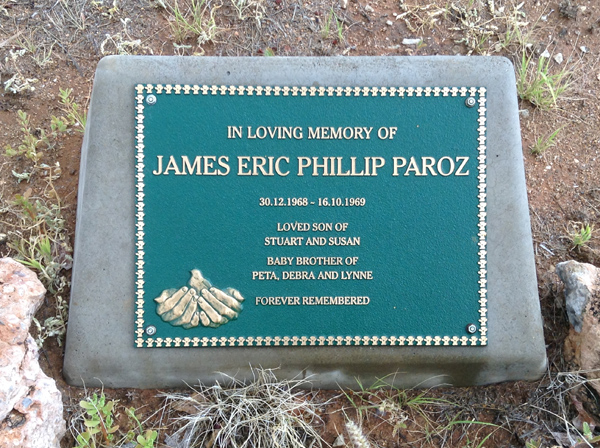 IN LOVING MEMORY OF
JAMES ERIC PHILLIP PAROZ
30.12.1968 - 16.10.1969
LOVED SON OF
STUART AND SUSAN
BABY BROTHER OF
PETA, DEBRA AND LYNNE
FOREVER REMEMBERED